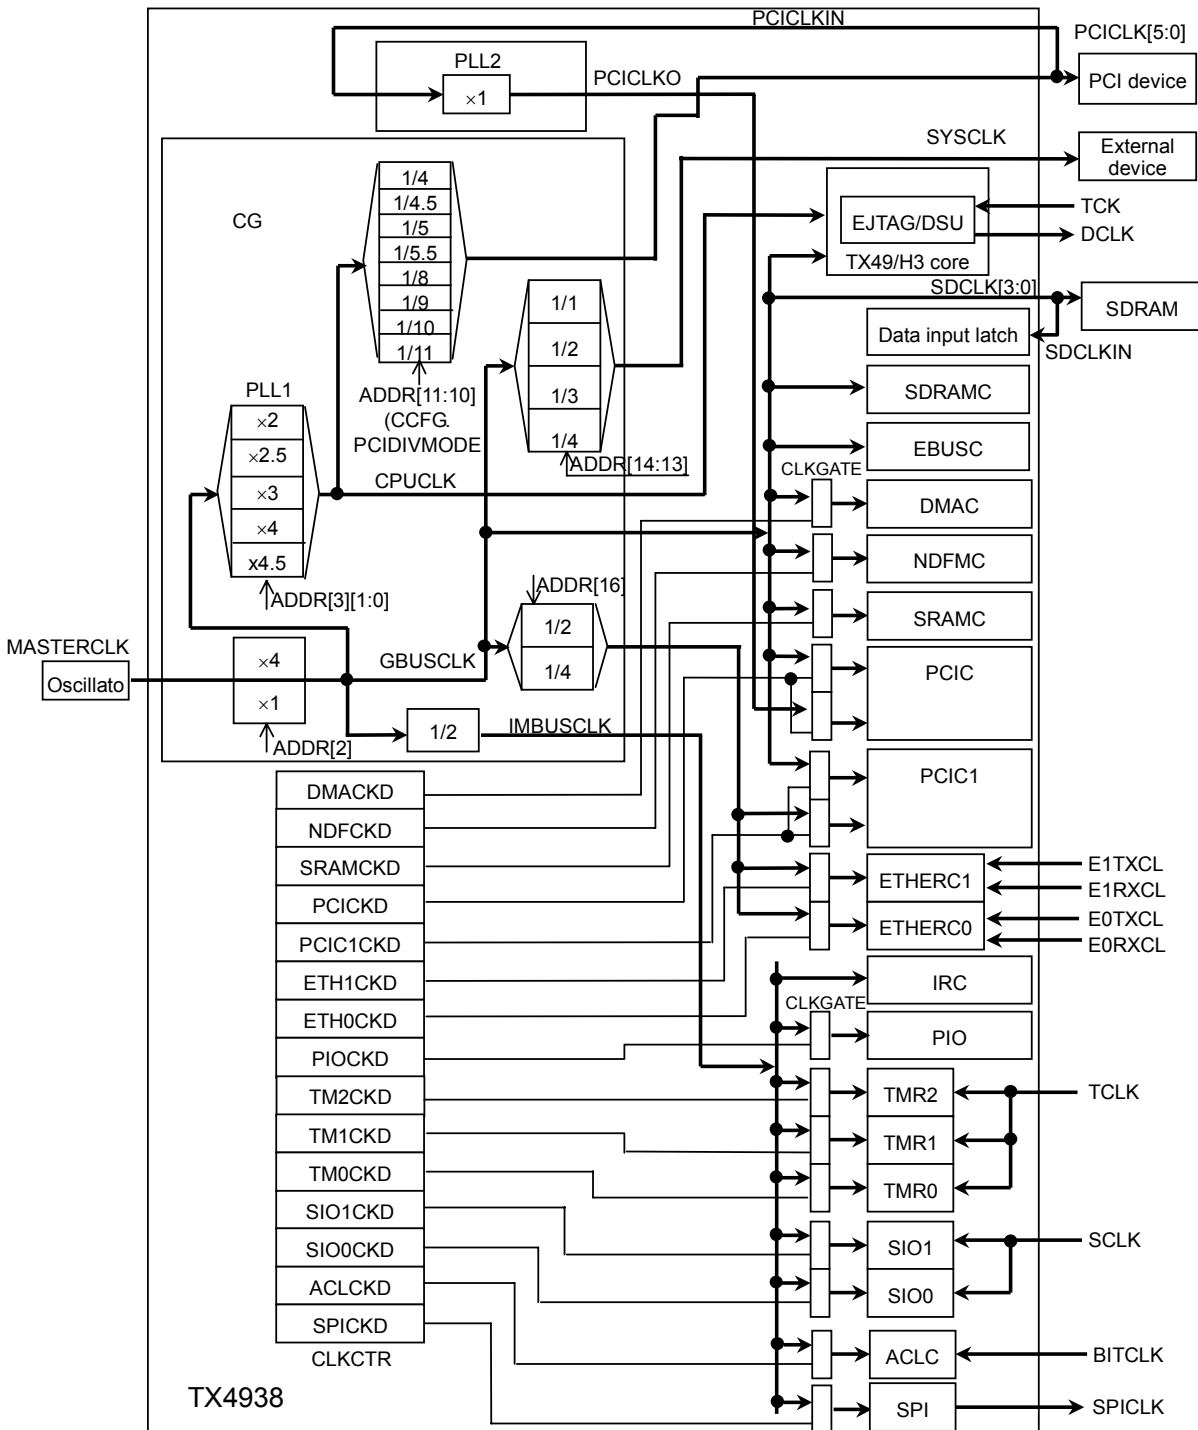 PCICLKIN
PCICLK[5:0]
PLL2
×1
PCICLKO
PCI device
SYSCLK
External
device
CG
1/4
1/4.5
1/5
1/5.5
1/8
1/9
1/10
1/11
ADDR[11:10]
(CCFG.
PCIDIVMODE
EJTAG/DSU
TX49/H3 core
TCK
DCLK
SDCLK[3:0]
SDRAM
Data input latch
SDCLKIN
1/1
1/2
1/3
1/4
ADDR[14:13]
PLL1
×2
×2.5
×3
×4
x4.5
ADDR[3][1:0]
CPUCLK
SDRAMC
EBUSC
CLKGATE
DMAC
NDFMC
SRAMC
PCIC
PCIC1
ADDR[16]
1/2
1/4
MASTERCLK
Oscillato
×4
×1
ADDR[2]
GBUSCLK
1/2
IMBUSCLK
DMACKD
NDFCKD
SRAMCKD
PCICKD
PCIC1CKD
ETH1CKD
ETH0CKD
PIOCKD
TM2CKD
TM1CKD
TM0CKD
SIO1CKD
SIO0CKD
ACLCKD
SPICKD
CLKCTR
ETHERC1
E1TXCL
E1RXCL
ETHERC0
E0TXCL
E0RXCL
IRC
CLKGATE
PIO
TMR2
TCLK
TMR1
TMR0
SIO1
SCLK
SIO0
ACLC
BITCLK
SPI
SPICLK
TX4938